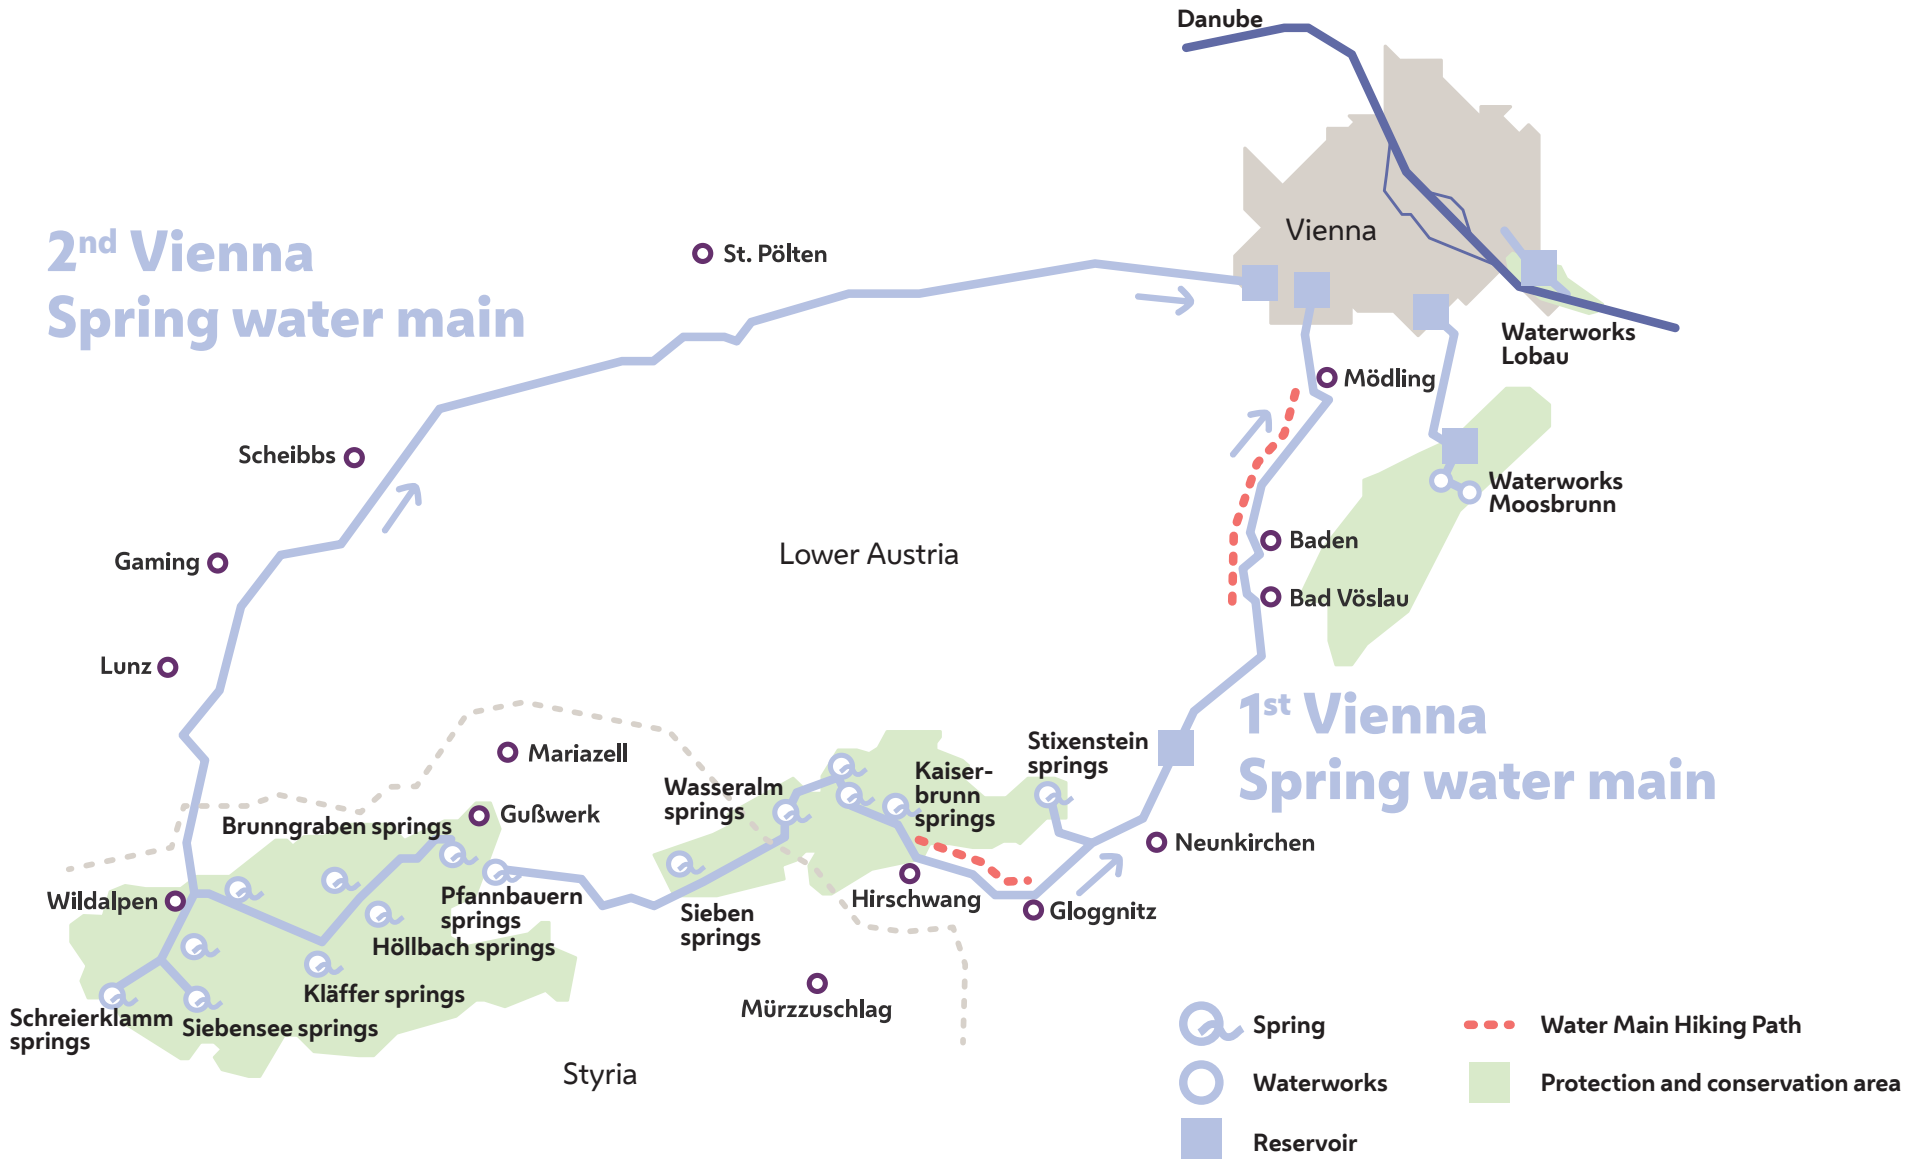 Danube
Vienna
2nd Vienna
Spring water main
St. Pölten
Waterworks
Lobau
Mödling
Scheibbs
Waterworks
Moosbrunn
Gaming
Lower Austria
Baden
Bad Vöslau
Lunz
1st Vienna
Spring water main
Mariazell
Stixenstein
springs
Wasseralm
springs
Kaiser-
brunn
springs
Gußwerk
Brunngraben springs
Neunkirchen
Wildalpen
Pfannbauern
springs
Hirschwang
Gloggnitz
Sieben
springs
Höllbach springs
Kläffer springs
Mürzzuschlag
Schreierklamm
springs
Siebensee springs
Styria
Spring
Water Main Hiking Path
Waterworks
Protection and conservation area
Reservoir